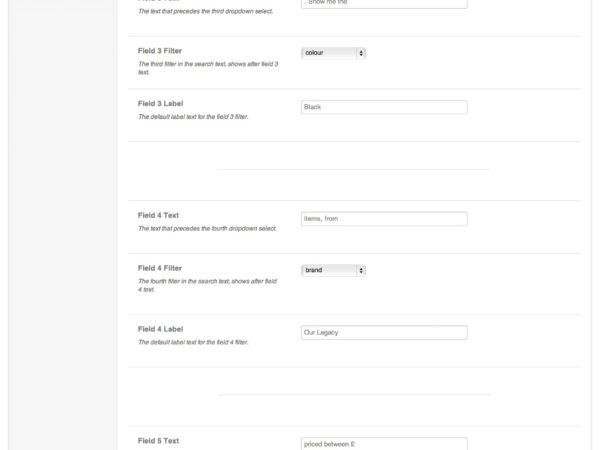 . Show me the
The text that precedes the third dropdown select.
Field 3 Filter
colour
The third filter in the search text, shows after field 3
text.
Field 3 Label
Black
The default label text for the field 3 filter.
Field 4 Text
items, from
The text that precedes the fourth dropdown select.
Field 4 Filter
brand
The fourth filter in the search text, shows after field
4 text.
Field 4 Label
Our Legacy
The default label text for the field 4 filter.
Field 5 Text
priced between £